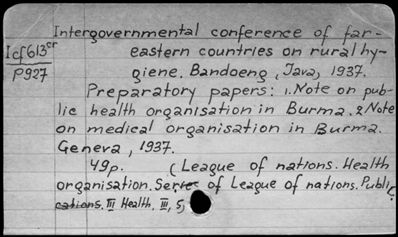 Intergovernmental conference of far-
Icf613cr eastern countries on rural hy-
P927 giene. Bandoeng, Java, 1937.
Preparatory papers: 1. Note on pub-
lic health organisation in Burma. 2 Note
on medical organisation in Burma.
Geneva, 1937.
49p. (League of nations. Health
organisation. Series of League of nations. Publi
cations. III Health, III, 5)